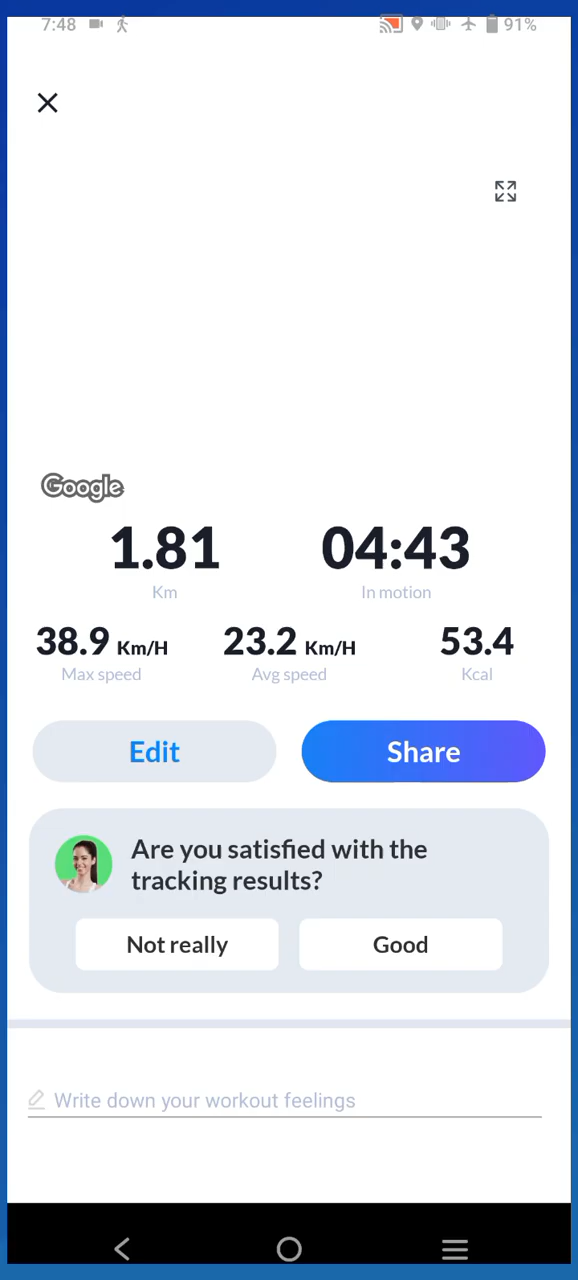 7:48 91%
Google
1.81 04:43
Km In motion
38.9 Km/H 23.2 Km/H 53.4
Max speed Avg speed Kcal
Edit Share
Are you satisfied with the
tracking results?
Not really Good
Write down your workout feelings